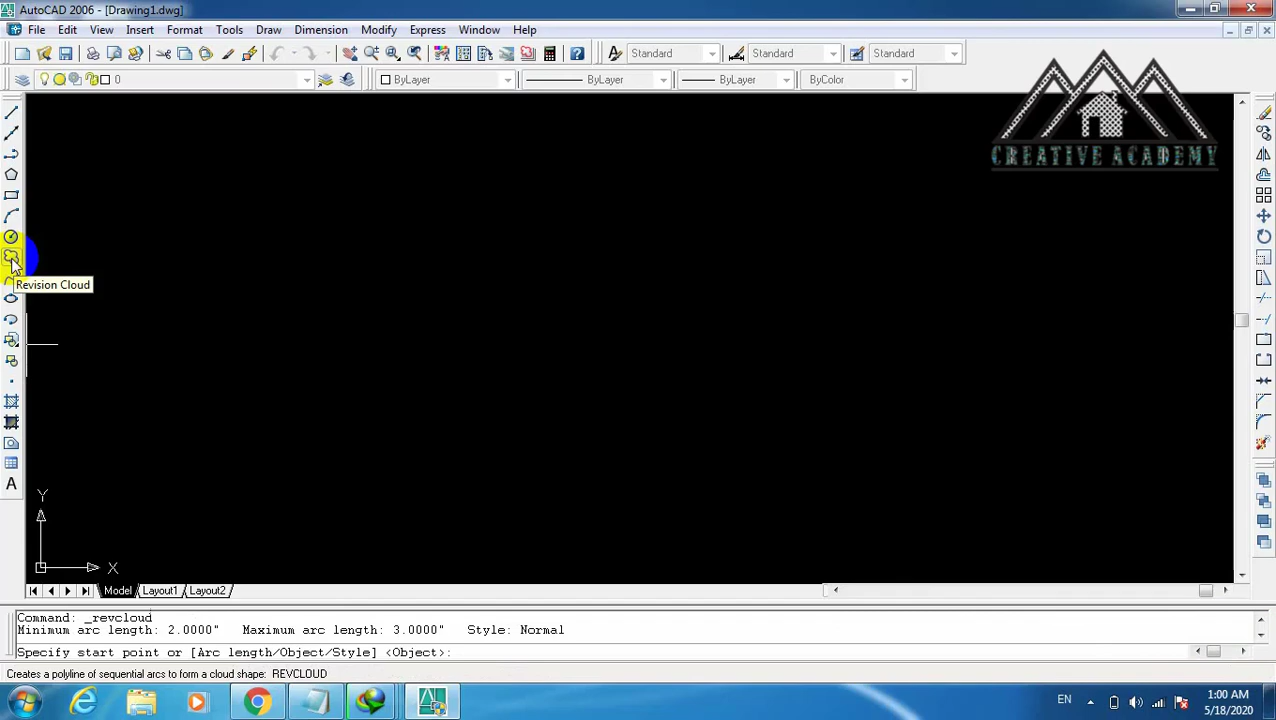 AutoCAD 2006 - [Drawing1.dwg]
File Edit View Insert Format Tools Draw Dimension Modify Express Window Help
Standard Standard Standard
0 ByLayer ByLayer ByLayer ByColor
CREATIVE ACADEMY
Revision Cloud
A
Y
X
Model Layout1 Layout2
Command: _revcloud
Minimum arc length: 2.0000" Maximum arc length: 3.0000" Style: Normal
Specify start point or [Arc length/Object/Style] <Object>:
Creates a polyline of sequential arcs to form a cloud shape: REVCLOUD
EN 1:00 AM
5/18/2020